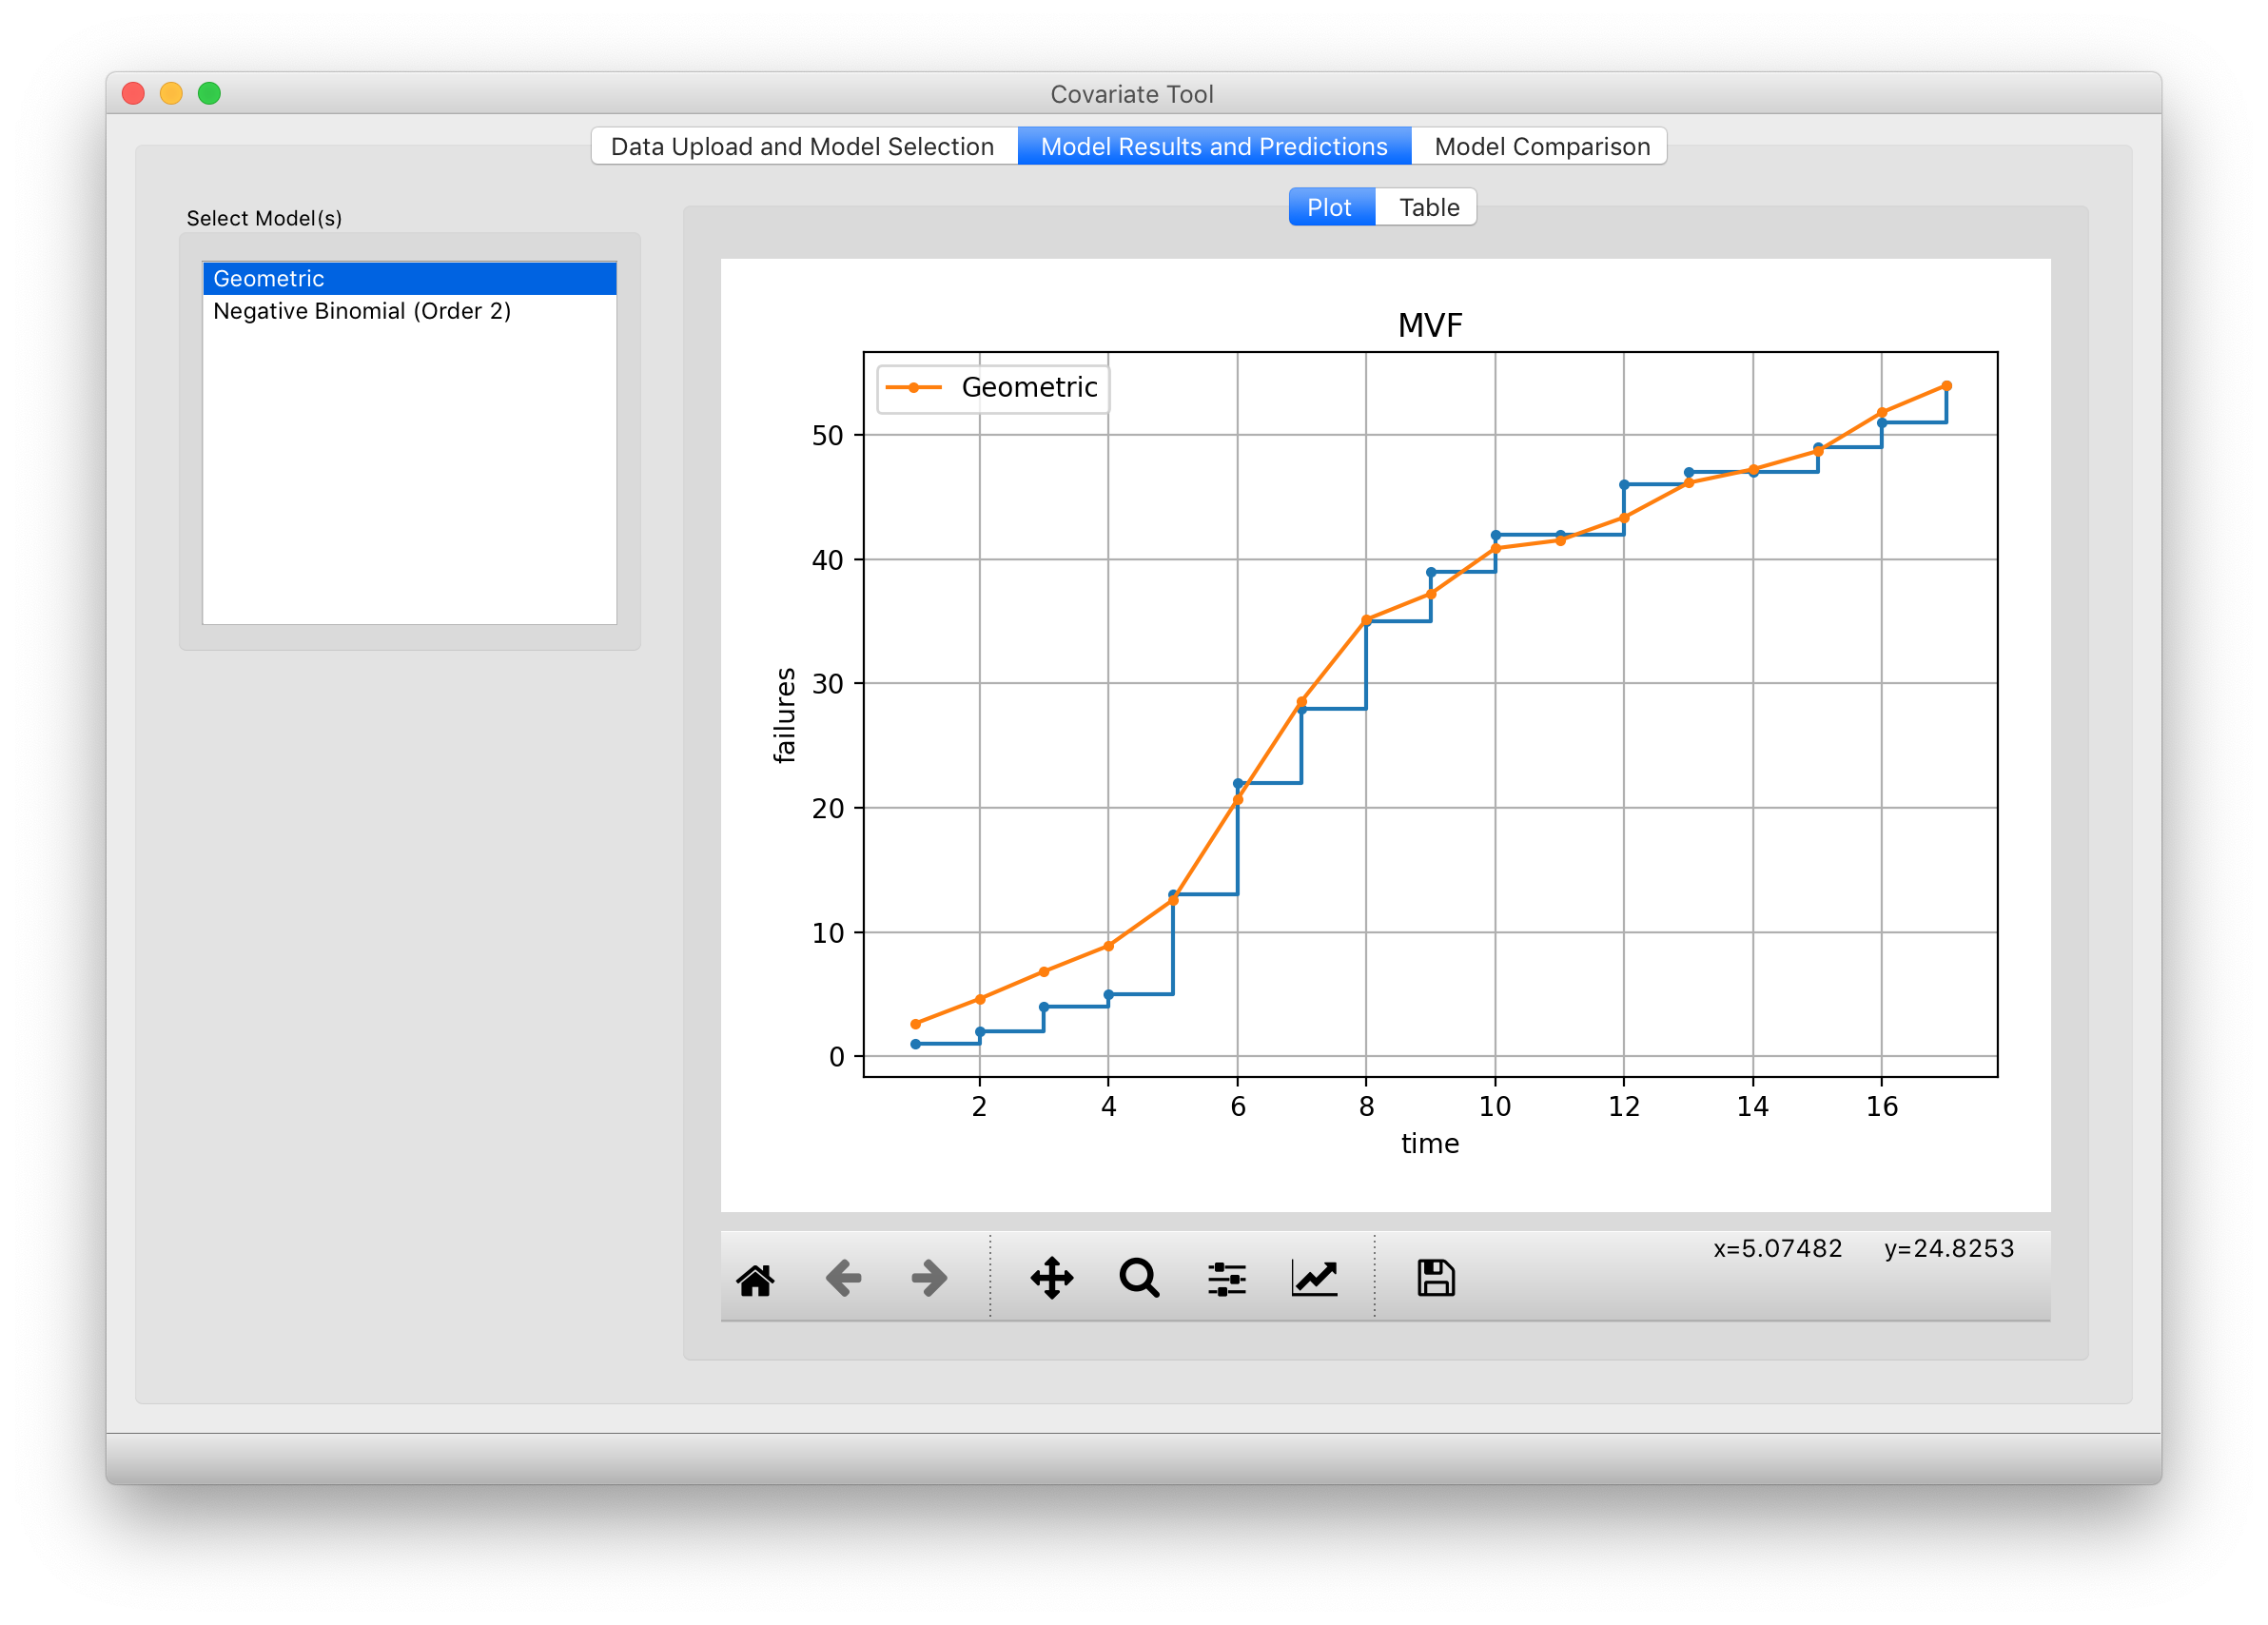 Covariate Tool
Data Upload and Model Selection Model Results and Predictions Model Comparison
Select Model(s)
Geometric
Negative Binomial (Order 2)
Plot Table
MVF
Geometric
50
40
30
20
10
0
failures
2 4 6 8 10 12 14 16
time
x=5.07482 y=24.8253